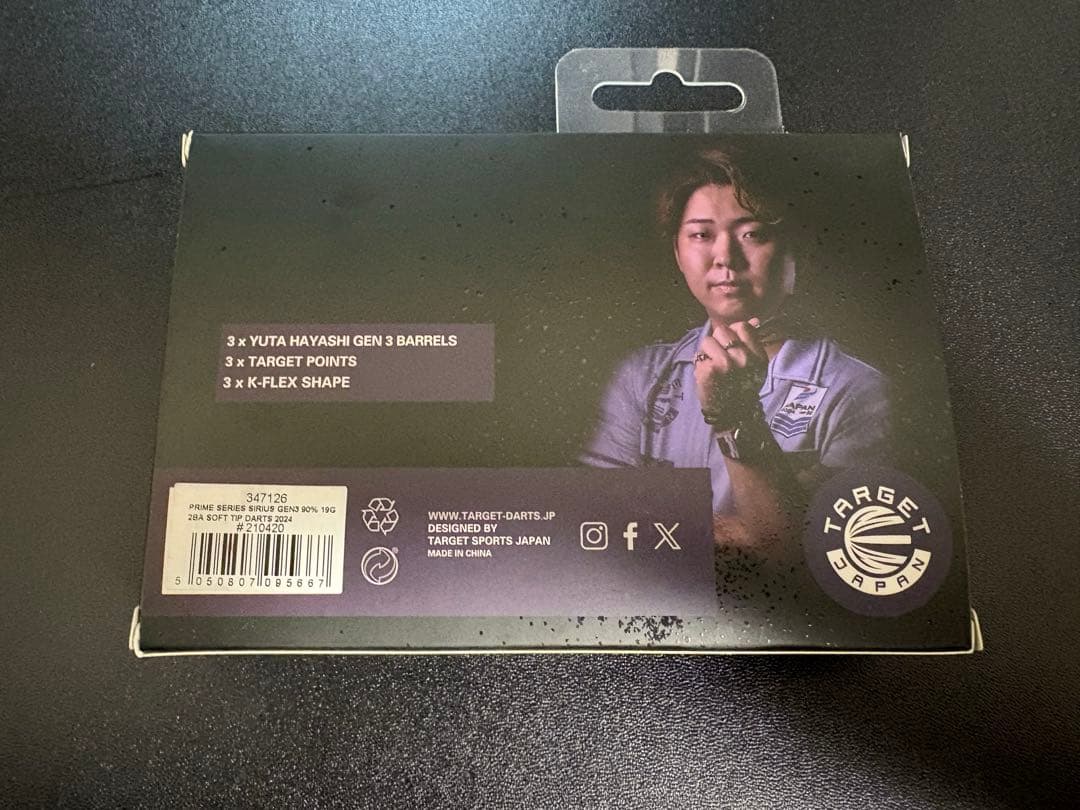 3 x YUTA HAYASHI GEN 3 BARRELS
3 x TARGET POINTS
3 x K-FLEX SHAPE
347126
PRIME SERIES SIRIUS GEN3 90% 19G
2BA SOFT TIP DARTS 2024
#210420
5 050807 095667
WWW.TARGET-DARTS.JP
DESIGNED BY
TARGET SPORTS JAPAN
MADE IN CHINA
JAPAN
TARGET
JAPAN